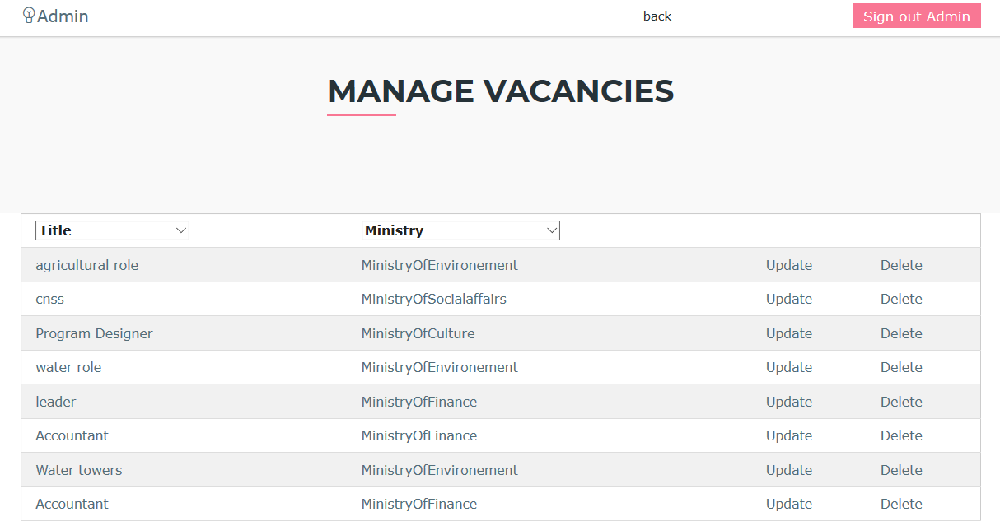 Admin back Sign out Admin
MANAGE VACANCIES
Title Ministry
agricultural role MinistryOfEnvironement Update Delete
cnss MinistryOfSocialaffairs Update Delete
Program Designer MinistryOfCulture Update Delete
water role MinistryOfEnvironement Update Delete
leader MinistryOfFinance Update Delete
Accountant MinistryOfFinance Update Delete
Water towers MinistryOfEnvironement Update Delete
Accountant MinistryOfFinance Update Delete